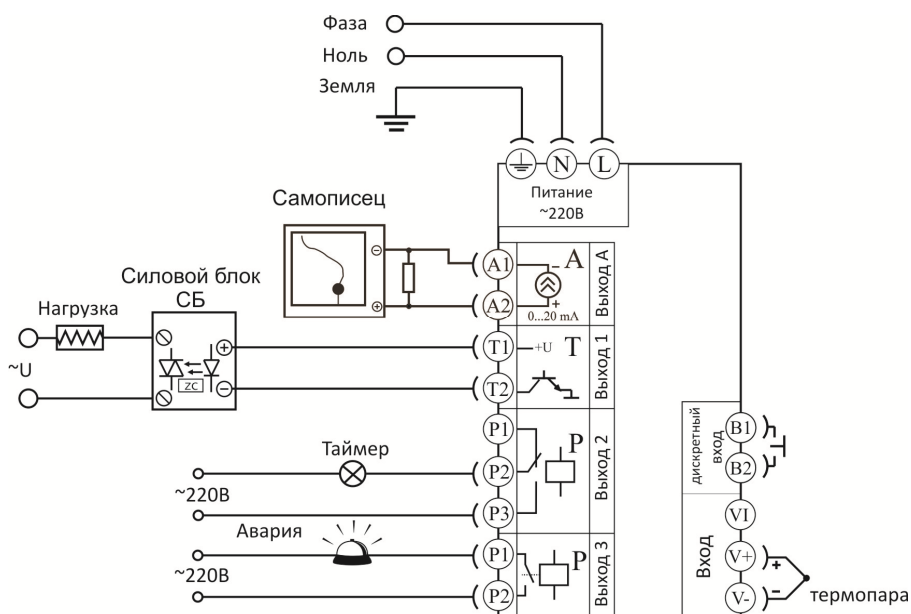 Фаза
Ноль
Земля
N
L
Питание
~220В
Самописец
A1
A2
−
A
+
0...20 mA
Выход А
Силовой блок
СБ
Нагрузка
~U
ZC
T1
T2
+U
T
Выход 1
P1
P2
P3
P
Выход 2
Таймер
~220В
Авария
~220В
P1
P2
P
Выход 3
дискретный
вход
B1
B2
VI
V+
V-
Вход
+
−
термопара